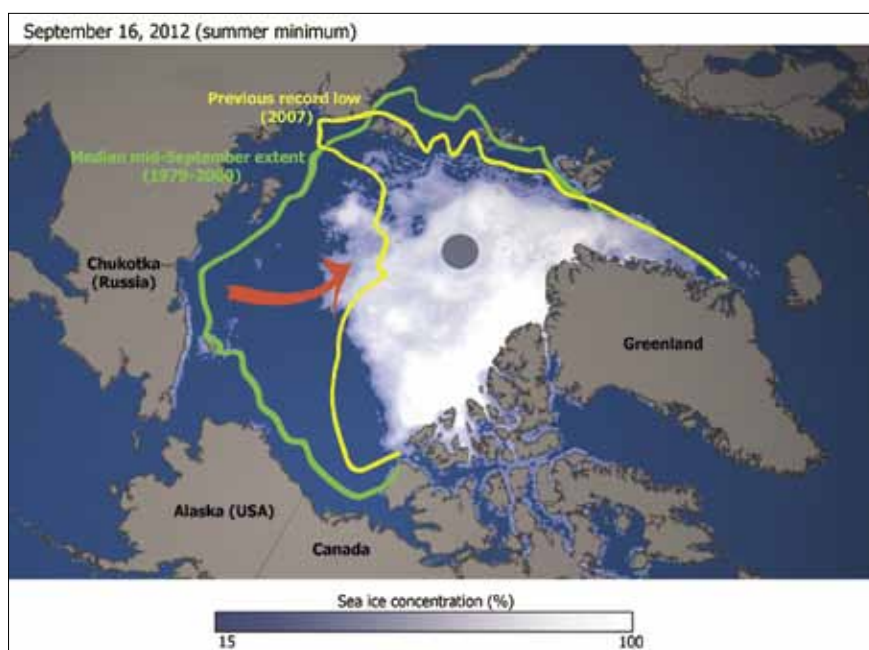 September 16, 2012 (summer minimum)
Previous record low
(2007)
Median mid-September extent
(1979-2000)
Chukotka
(Russia)
Greenland
Alaska (USA)
Canada
Sea ice concentration (%)
15
100